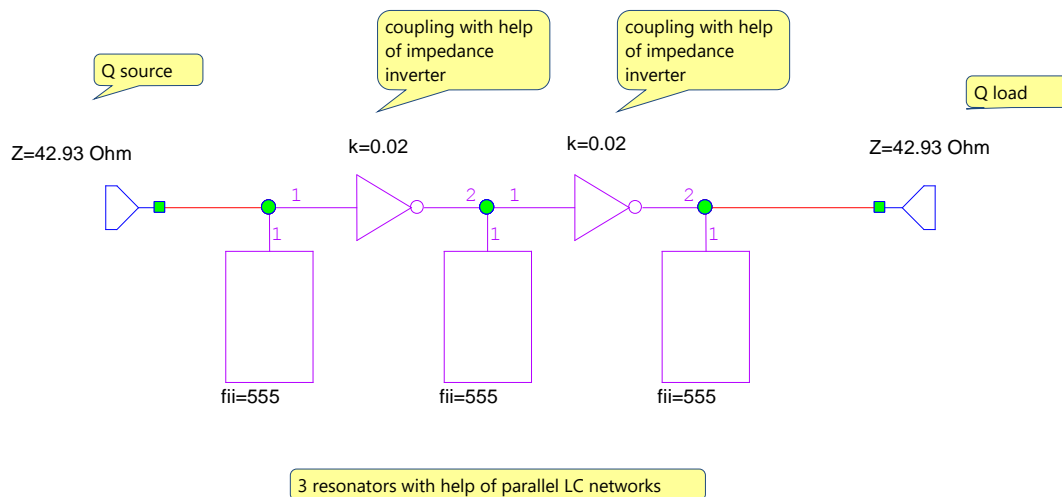 coupling with help
of impedance
inverter
coupling with help
of impedance
inverter
Q source
Q load
Z=42.93 Ohm
k=0.02
k=0.02
Z=42.93 Ohm
1
2
1
2
1
1
1
fii=555
fii=555
fii=555
3 resonators with help of parallel LC networks